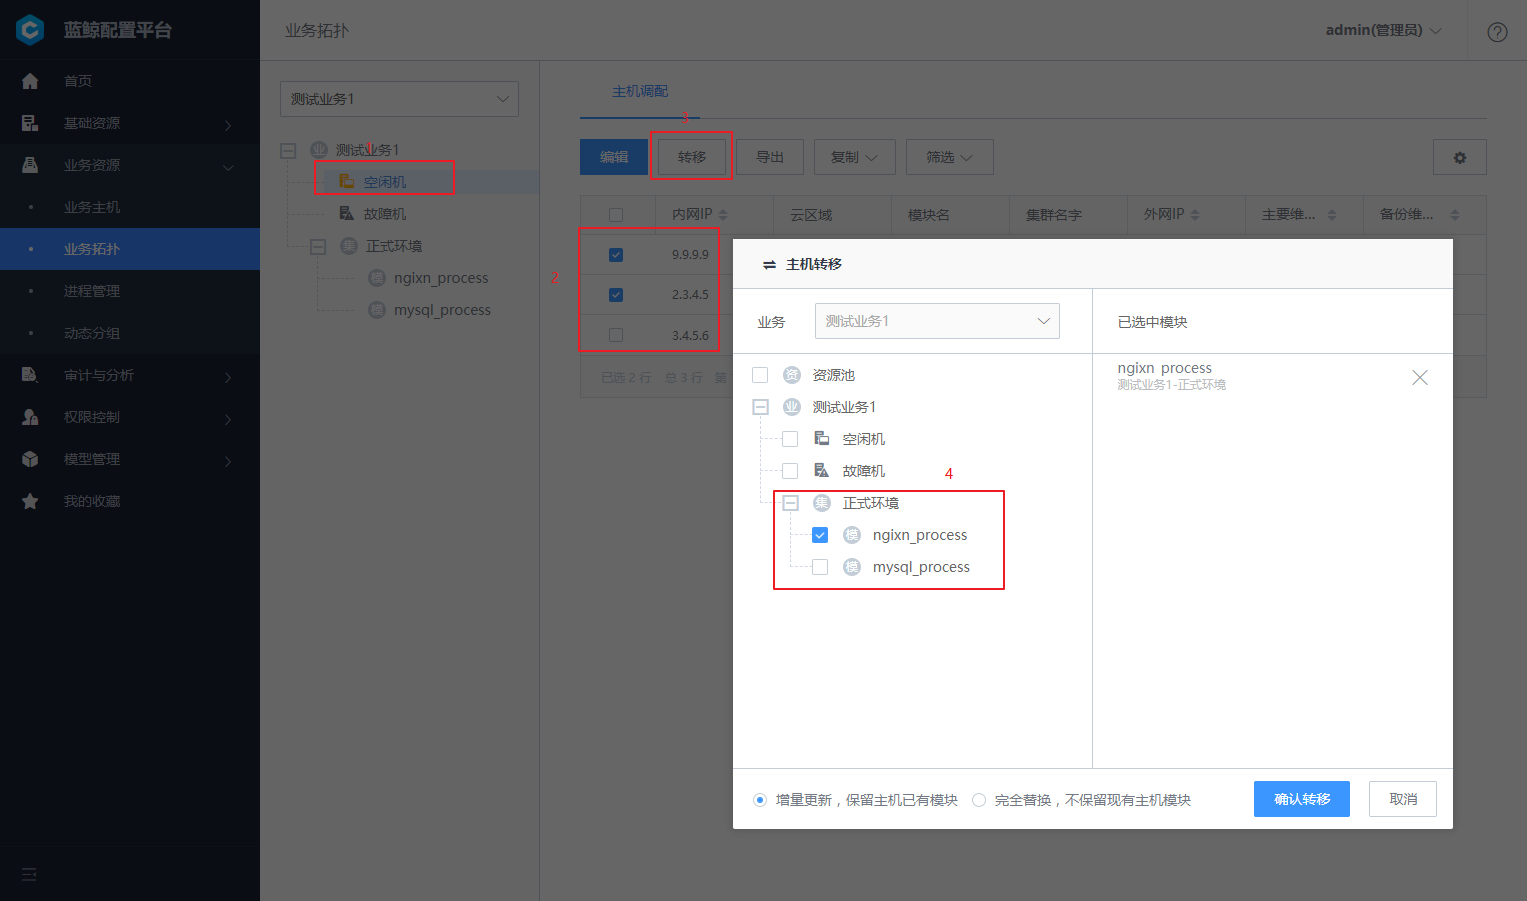 蓝鲸配置平台
首页
基础资源
业务资源
业务主机
业务拓扑
进程管理
动态分组
审计与分析
权限控制
模型管理
我的收藏
业务拓扑
admin(管理员)
测试业务1
测试业务1
1
空闲机
故障机
集 正式环境
模 ngixn_process
模 mysql_process
主机调配
3
编辑 转移 导出 复制 筛选
内网IP 云区域 模块名 集群名字 外网IP 主要维... 备份维...
2
9.9.9.9
2.3.4.5
3.4.5.6
已选 2 行 总 3 行 第
主机转移
业务 测试业务1
资 资源池
业 测试业务1
空闲机
故障机
4
集 正式环境
模 ngixn_process
模 mysql_process
已选中模块
ngixn_process
测试业务1-正式环境
增量更新，保留主机已有模块 完全替换，不保留现有主机模块
确认转移 取消